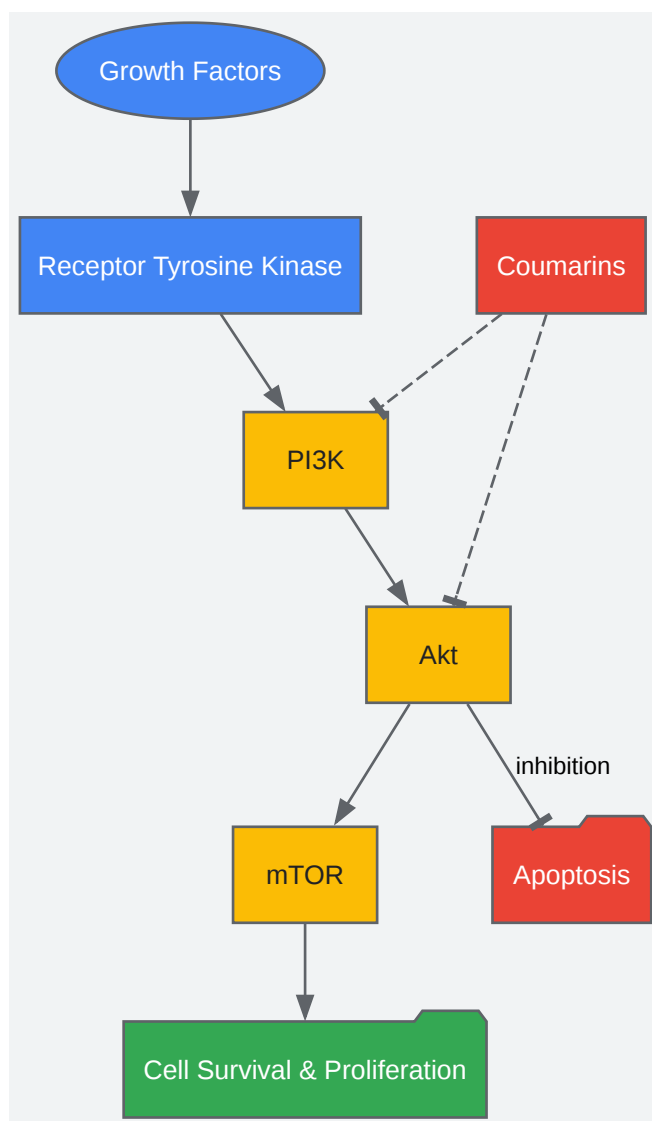 Growth Factors
Receptor Tyrosine Kinase
Coumarins
PI3K
Akt
inhibition
mTOR
Apoptosis
Cell Survival & Proliferation